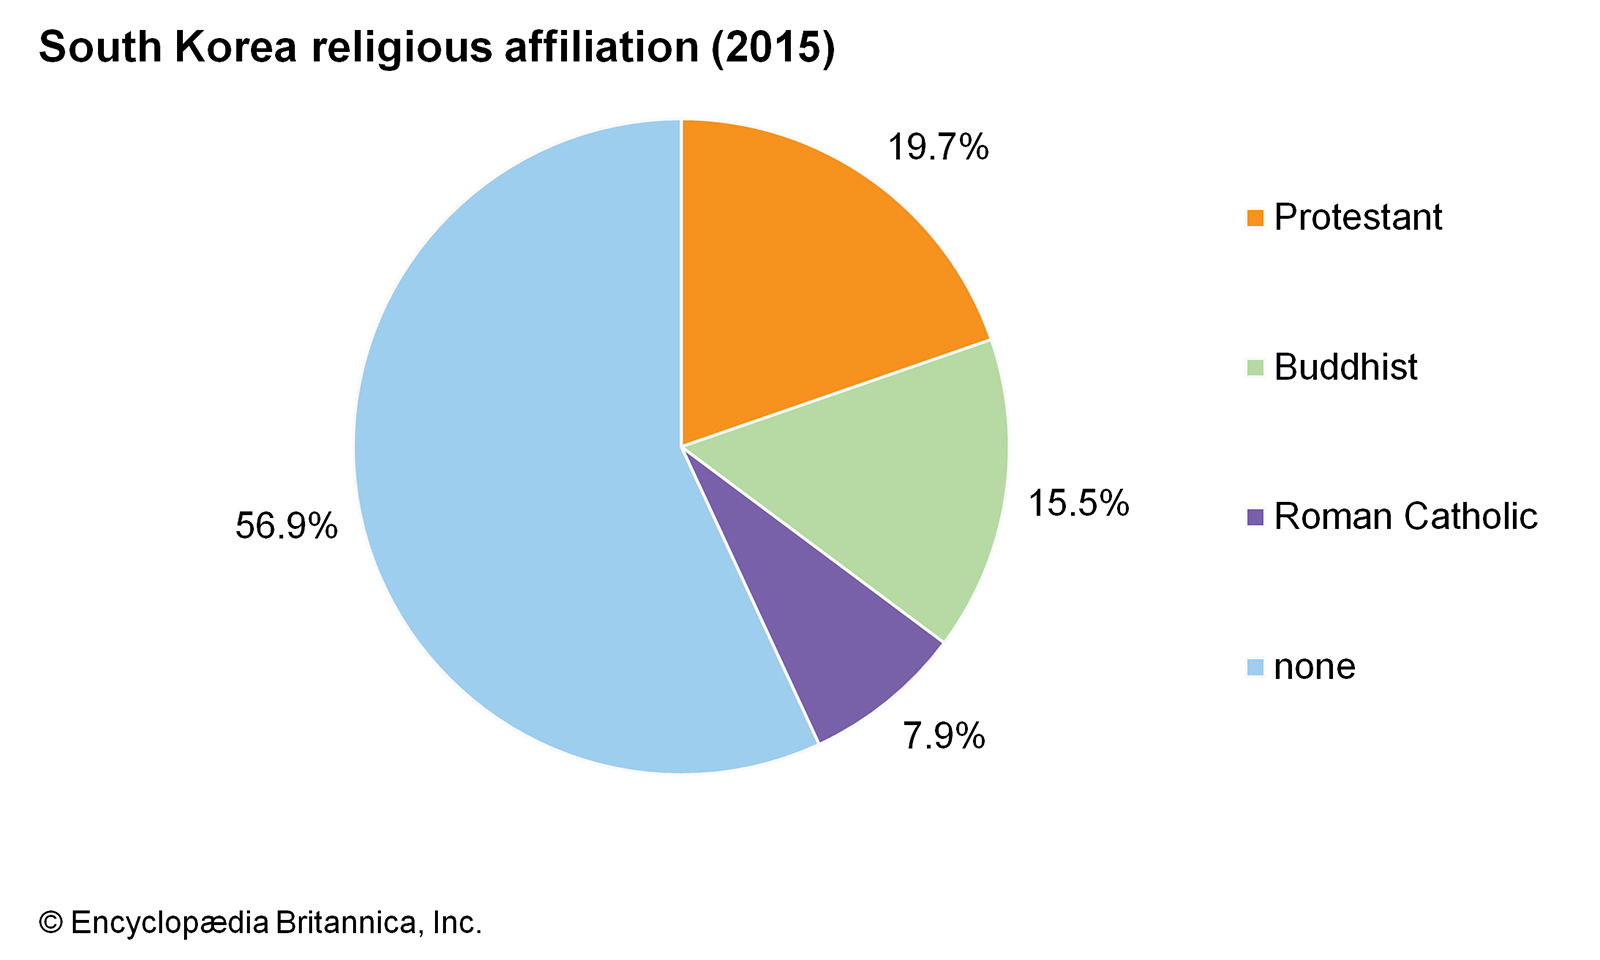 South Korea religious affiliation (2015)
19.7%
15.5%
7.9%
56.9%
Protestant
Buddhist
Roman Catholic
none
© Encyclopædia Britannica, Inc.